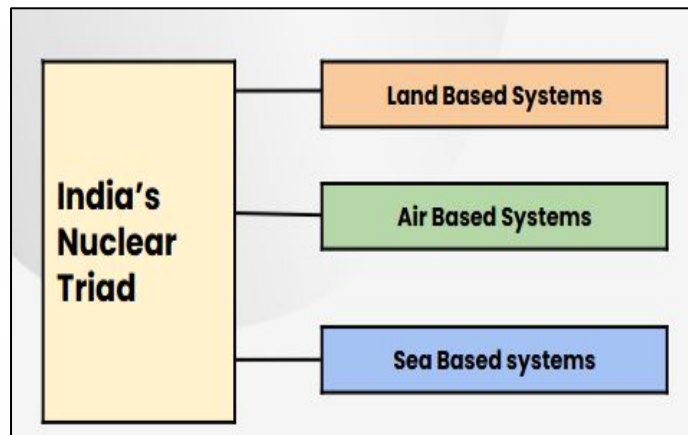 India's
Nuclear
Triad
Land Based Systems
Air Based Systems
Sea Based systems